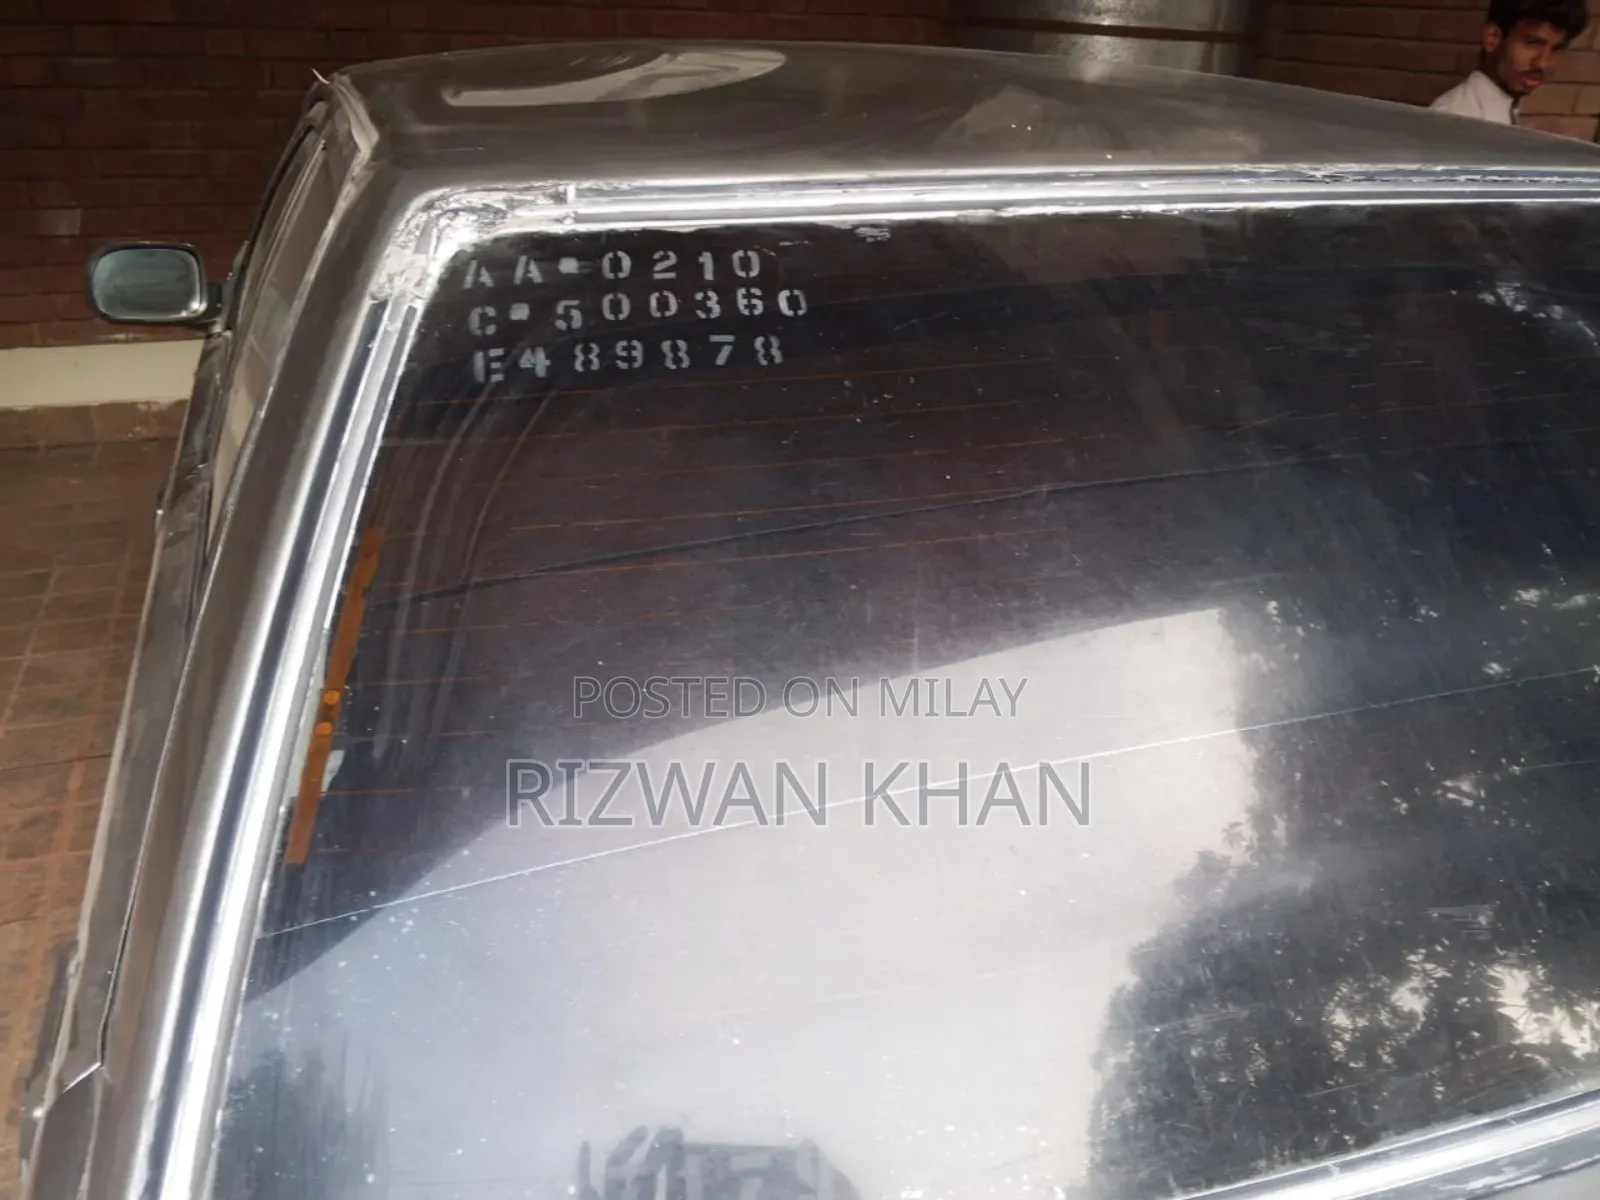 AA-0210
C-500360
E489878
POSTED ON MILAY
RIZWAN KHAN